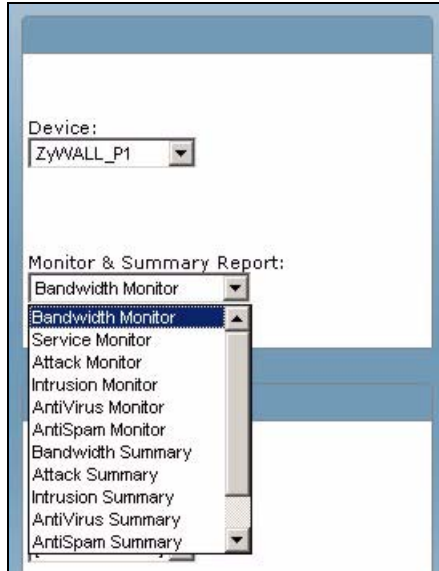 Device:
ZyWALL_P1
Monitor & Summary Report:
Bandwidth Monitor
Bandwidth Monitor
Service Monitor
Attack Monitor
Intrusion Monitor
AntiVirus Monitor
AntiSpam Monitor
Bandwidth Summary
Attack Summary
Intrusion Summary
AntiVirus Summary
AntiSpam Summary